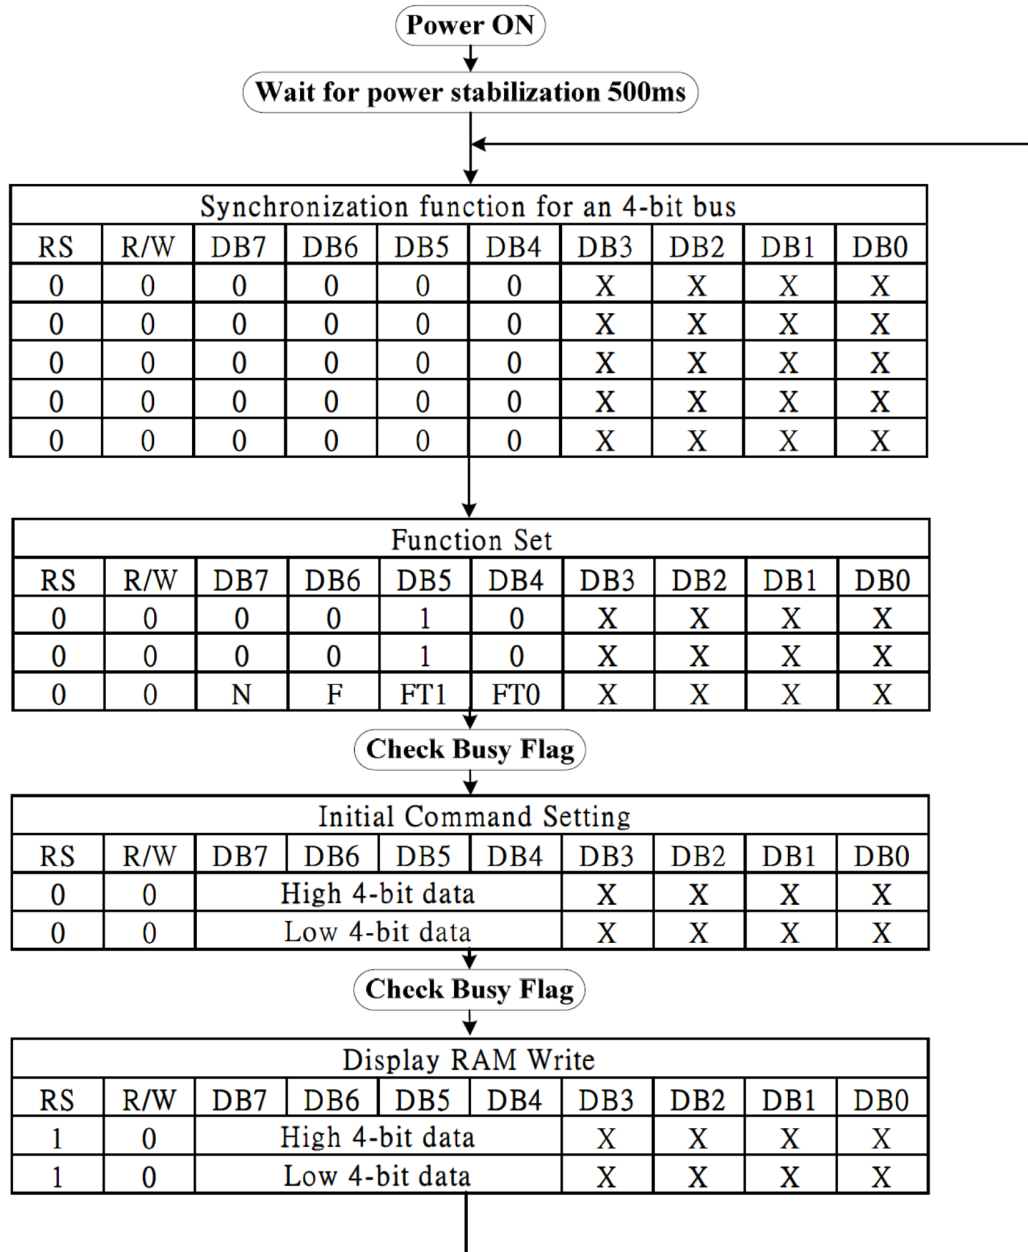 Power ON
Wait for power stabilization 500ms
Synchronization function for an 4-bit bus
RS R/W DB7 DB6 DB5 DB4 DB3 DB2 DB1 DB0
0 0 0 0 0 0 X X X X
0 0 0 0 0 0 X X X X
0 0 0 0 0 0 X X X X
0 0 0 0 0 0 X X X X
0 0 0 0 0 0 X X X X
Function Set
RS R/W DB7 DB6 DB5 DB4 DB3 DB2 DB1 DB0
0 0 0 0 1 0 X X X X
0 0 0 0 1 0 X X X X
0 0 N F FT1 FT0 X X X X
Check Busy Flag
Initial Command Setting
RS R/W DB7 DB6 DB5 DB4 DB3 DB2 DB1 DB0
0 0 High 4-bit data X X X X
0 0 Low 4-bit data X X X X
Check Busy Flag
Display RAM Write
RS R/W DB7 DB6 DB5 DB4 DB3 DB2 DB1 DB0
1 0 High 4-bit data X X X X
1 0 Low 4-bit data X X X X